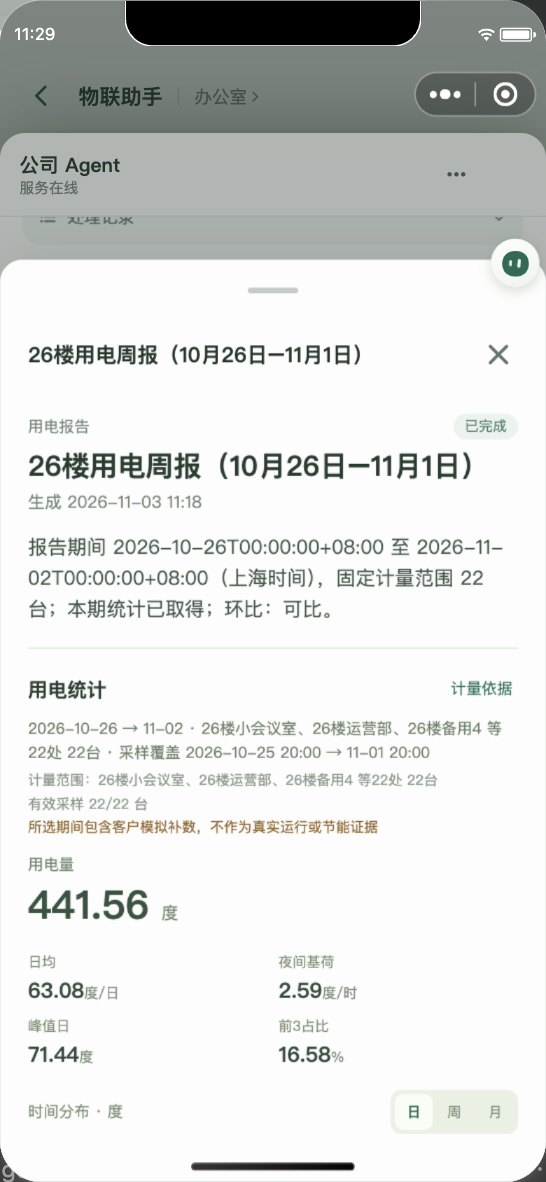 11:29
物联助手
办公室
公司 Agent
服务在线
处理记录
26楼用电周报（10月26日—11月1日）
用电报告
已完成
26楼用电周报（10月26日—11月1日）
生成 2026-11-03 11:18
报告期间 2026-10-26T00:00:00+08:00 至 2026-11-
02T00:00:00+08:00（上海时间），固定计量范围 22
台；本期统计已取得；环比：可比。
用电统计
计量依据
2026-10-26 → 11-02 · 26楼小会议室、26楼运营部、26楼备用4 等
22处 22台 · 采样覆盖 2026-10-25 20:00 → 11-01 20:00
计量范围：26楼小会议室、26楼运营部、26楼备用4 等22处 22台
有效采样 22/22 台
所选期间包含客户模拟补数，不作为真实运行或节能证据
用电量
441.56 度
日均
夜间基荷
63.08度/日
2.59度/时
峰值日
前3占比
71.44度
16.58%
时间分布 · 度
日
周
月